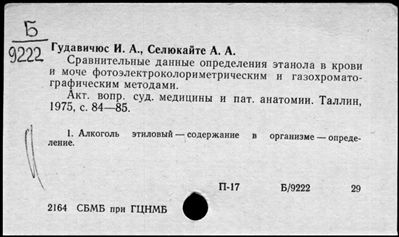 Б
9222
Гудавичюс И. А., Селюкайте А. А.
Сравнительные данные определения этанола в крови
и моче фотоэлектроколориметрическим и газохромато-
графическим методами.
Акт. вопр. суд. медицины и пат. анатомии. Таллин,
1975, с. 84—85.
1. Алкоголь этиловый — содержание в организме — опреде-
ление.
П-17 Б/9222 29
2164 СБМБ при ГЦНМБ